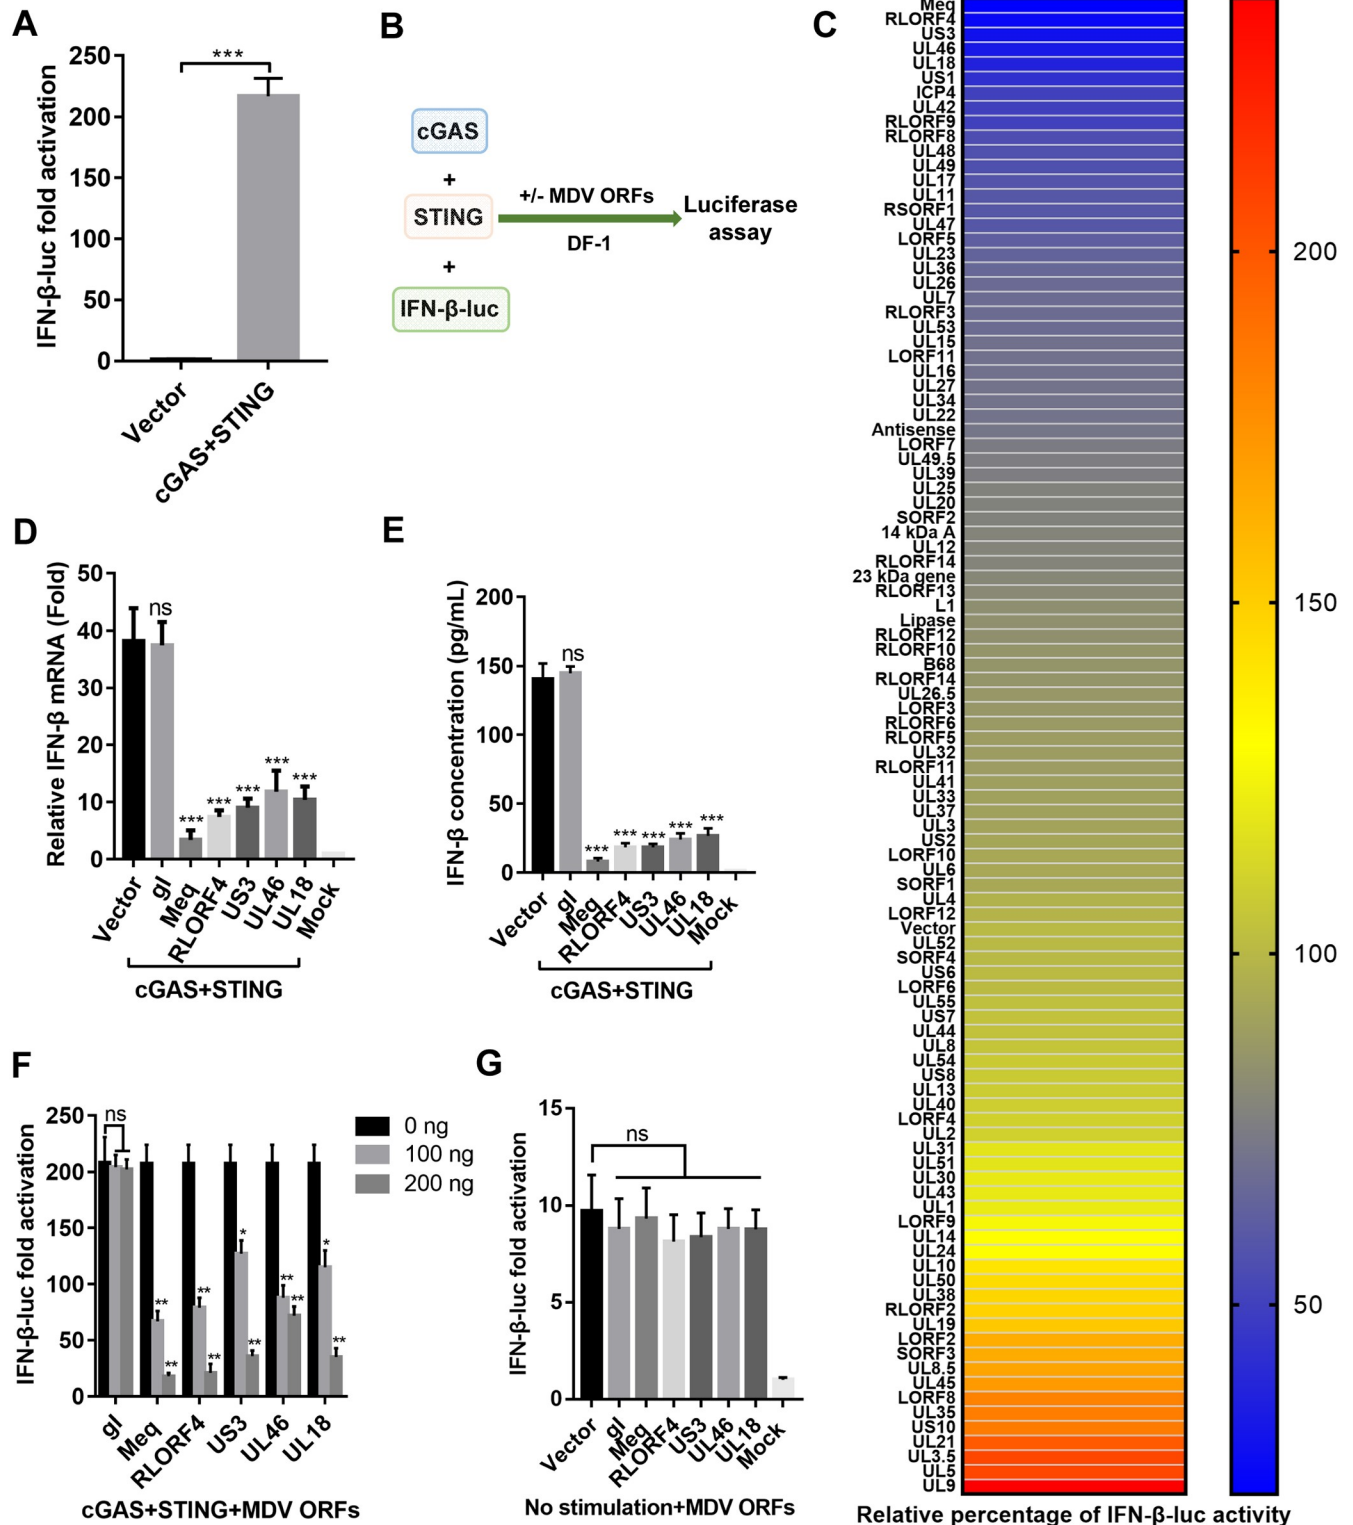 A
IFN-β-luc fold activation
250
200
150
100
50
0
***
Vector
cGAS+STING
B
cGAS
+
STING
+
IFN-β-luc
+/- MDV ORFs
DF-1
Luciferase
assay
C
Meq
RLORF4
US3
UL46
UL18
US1
ICP4
UL42
RLORF9
RLORF8
UL48
UL49
UL17
UL11
RSORF1
UL47
LORF5
UL23
UL36
UL26
UL7
RLORF3
UL53
UL15
LORF11
UL16
UL27
UL34
UL22
Antisense
LORF7
UL49.5
UL39
UL25
UL20
SORF2
14 kDa A
UL12
RLORF14
23 kDa gene
RLORF13
L1
Lipase
RLORF12
RLORF10
B68
RLORF14
UL26.5
LORF3
RLORF6
RLORF5
UL32
RLORF11
UL41
UL33
UL37
UL3
US2
LORF10
UL6
SORF1
UL4
LORF12
Vector
UL52
SORF4
US6
LORF6
UL55
US7
UL44
UL8
UL54
US8
UL13
UL40
LORF4
UL2
UL31
UL51
UL30
UL43
UL1
LORF9
UL14
UL24
UL10
UL50
UL38
RLORF2
UL19
LORF2
SORF3
UL8.5
UL45
LORF8
UL35
US10
UL21
UL3.5
UL5
UL9
200
150
100
50
Relative percentage of IFN-β-luc activity
D
Relative IFN-β mRNA (Fold)
50
40
30
20
10
0
ns
***
***
***
***
***
Vector
gI
Meq
RLORF4
US3
UL46
UL18
Mock
cGAS+STING
E
IFN-β concentration (pg/mL)
200
150
100
50
0
ns
***
***
***
***
***
Vector
gI
Meq
RLORF4
US3
UL46
UL18
Mock
cGAS+STING
F
IFN-β-luc fold activation
250
200
150
100
50
0
ns
**
**
**
**
*
**
**
**
*
**
0 ng
100 ng
200 ng
gI
Meq
RLORF4
US3
UL46
UL18
cGAS+STING+MDV ORFs
G
IFN-β-luc fold activation
15
10
5
0
ns
Vector
gI
Meq
RLORF4
US3
UL46
UL18
Mock
No stimulation+MDV ORFs